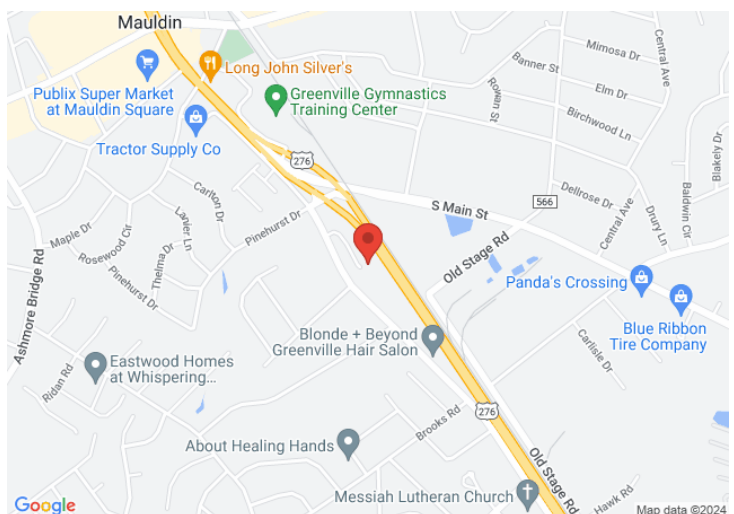 Mauldin
Mimosa Dr
Central Ave
Banner St
Long John Silver's
Elm Dr
Publix Super Market
at Mauldin Square
Greenville Gymnastics
Training Center
Rowan St
Birchwood Ln
Blakely Dr
Tractor Supply Co
276
Dellrose Dr
Baldwin Cir
Carlton Dr
S Main St
566
Central Ave
Drury Ln
Lanier Ln
Pinehurst Dr
Maple Dr
Rosewood Cir
Thelma Dr
Old Stage Rd
Panda's Crossing
Pinehurst Dr
Ashmore Bridge Rd
Blonde + Beyond
Greenville Hair Salon
Blue Ribbon
Tire Company
Carlisle Dr
Eastwood Homes
at Whispering...
Ridan Rd
276
Brooks Rd
About Healing Hands
Old Stage Rd
Messiah Lutheran Church
Hawk Rd
Google
Map data ©2024